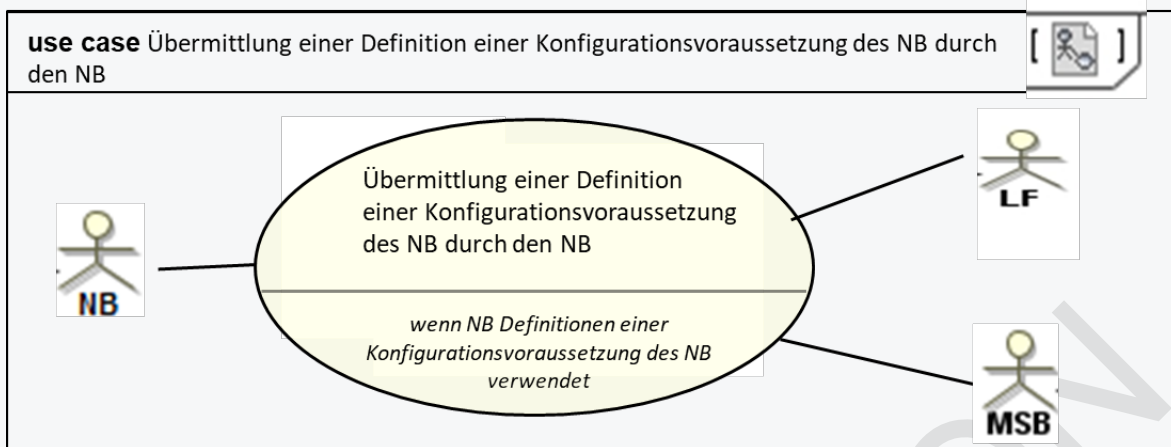 use case Übermittlung einer Definition einer Konfigurationsvoraussetzung des NB durch
den NB
[ ]
Übermittlung einer Definition
einer Konfigurationsvoraussetzung
des NB durch den NB
wenn NB Definitionen einer
Konfigurationsvoraussetzung des NB
verwendet
NB
LF
MSB